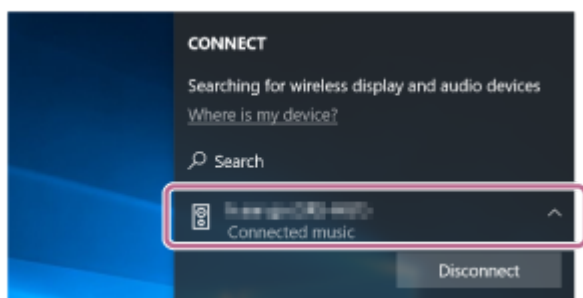 CONNECT
Searching for wireless display and audio devices
Where is my device?
Search
Connected music
Disconnect